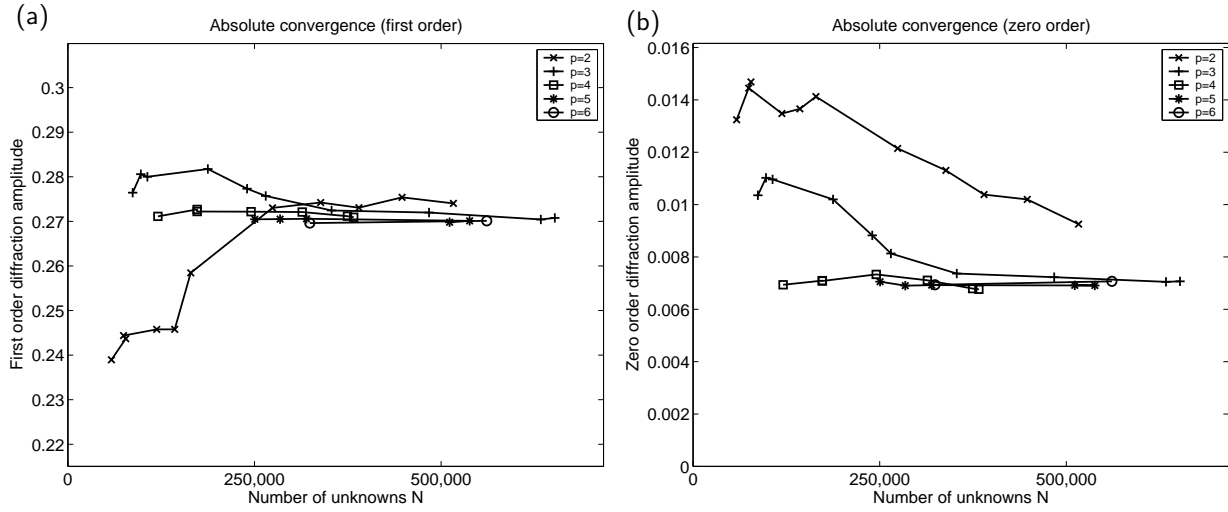 (a)
Absolute convergence (first order)
First order diffraction amplitude
0.3
0.29
0.28
0.27
0.26
0.25
0.24
0.23
0.22
0
250,000
500,000
Number of unknowns N
p=2
p=3
p=4
p=5
p=6
(b)
Absolute convergence (zero order)
Zero order diffraction amplitude
0.016
0.014
0.012
0.01
0.008
0.006
0.004
0.002
0
0
250,000
500,000
Number of unknowns N
p=2
p=3
p=4
p=5
p=6